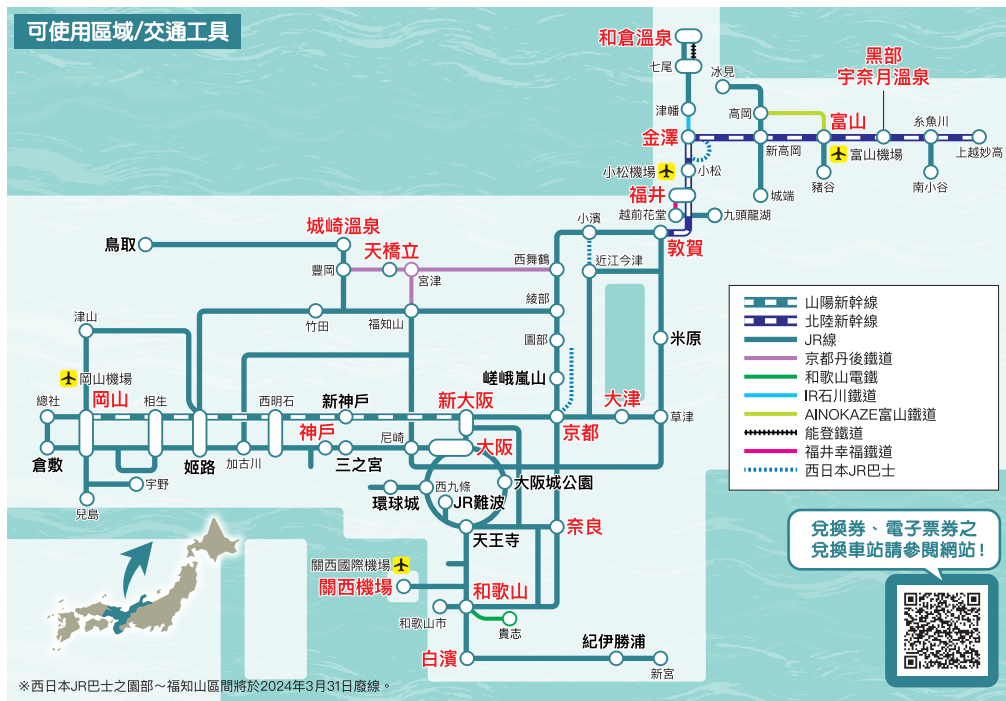 可使用區域/交通工具
和倉溫泉
七尾
冰見
黑部
宇奈月溫泉
津幡
高岡
富山
糸魚川
金澤
新高岡
富山機場
上越妙高
小松機場
小松
豬谷
南小谷
福井
城端
越前花堂
九頭龍湖
小濱
敦賀
城崎溫泉
鳥取
天橋立
西舞鶴
近江今津
豐岡
宮津
綾部
竹田
福知山
津山
園部
米原
嵯峨嵐山
岡山機場
總社
岡山
相生
西明石
新神戶
新大阪
大津
神戶
尼崎
大阪
京都
草津
倉敷
姬路
加古川
三之宮
宇野
兒島
環球城
西九條
大阪城公園
JR難波
天王寺
奈良
關西國際機場
關西機場
和歌山
和歌山市
貴志
白濱
紀伊勝浦
新宮
山陽新幹線
北陸新幹線
JR線
京都丹後鐵道
和歌山電鐵
IR石川鐵道
AINOKAZE富山鐵道
能登鐵道
福井幸福鐵道
西日本JR巴士
兌換券、電子票券之
兌換車站請參閱網站!
※西日本JR巴士之園部～福知山區間將於2024年3月31日廢線。